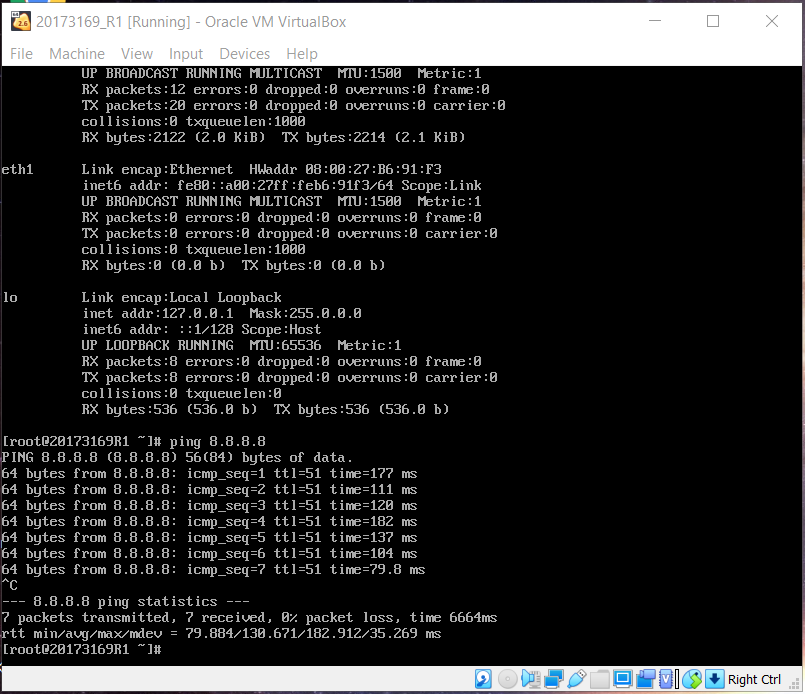 20173169_R1 [Running] - Oracle VM VirtualBox
File Machine View Input Devices Help
UP BROADCAST RUNNING MULTICAST  MTU:1500  Metric:1
RX packets:12 errors:0 dropped:0 overruns:0 frame:0
TX packets:20 errors:0 dropped:0 overruns:0 carrier:0
collisions:0 txqueuelen:1000
RX bytes:2122 (2.0 KiB)  TX bytes:2214 (2.1 KiB)
eth1      Link encap:Ethernet  HWaddr 08:00:27:B6:91:F3
inet6 addr: fe80::a00:27ff:feb6:91f3/64 Scope:Link
UP BROADCAST RUNNING MULTICAST  MTU:1500  Metric:1
RX packets:0 errors:0 dropped:0 overruns:0 frame:0
TX packets:0 errors:0 dropped:0 overruns:0 carrier:0
collisions:0 txqueuelen:1000
RX bytes:0 (0.0 b)  TX bytes:0 (0.0 b)
lo        Link encap:Local Loopback
inet addr:127.0.0.1  Mask:255.0.0.0
inet6 addr: ::1/128 Scope:Host
UP LOOPBACK RUNNING  MTU:65536  Metric:1
RX packets:8 errors:0 dropped:0 overruns:0 frame:0
TX packets:8 errors:0 dropped:0 overruns:0 carrier:0
collisions:0 txqueuelen:0
RX bytes:536 (536.0 b)  TX bytes:536 (536.0 b)
[root@20173169R1 ~]# ping 8.8.8.8
PING 8.8.8.8 (8.8.8.8) 56(84) bytes of data.
64 bytes from 8.8.8.8: icmp_seq=1 ttl=51 time=177 ms
64 bytes from 8.8.8.8: icmp_seq=2 ttl=51 time=111 ms
64 bytes from 8.8.8.8: icmp_seq=3 ttl=51 time=120 ms
64 bytes from 8.8.8.8: icmp_seq=4 ttl=51 time=182 ms
64 bytes from 8.8.8.8: icmp_seq=5 ttl=51 time=137 ms
64 bytes from 8.8.8.8: icmp_seq=6 ttl=51 time=104 ms
64 bytes from 8.8.8.8: icmp_seq=7 ttl=51 time=79.8 ms
^C
--- 8.8.8.8 ping statistics ---
7 packets transmitted, 7 received, 0% packet loss, time 6664ms
rtt min/avg/max/mdev = 79.884/130.671/182.912/35.269 ms
[root@20173169R1 ~]#
Right Ctrl